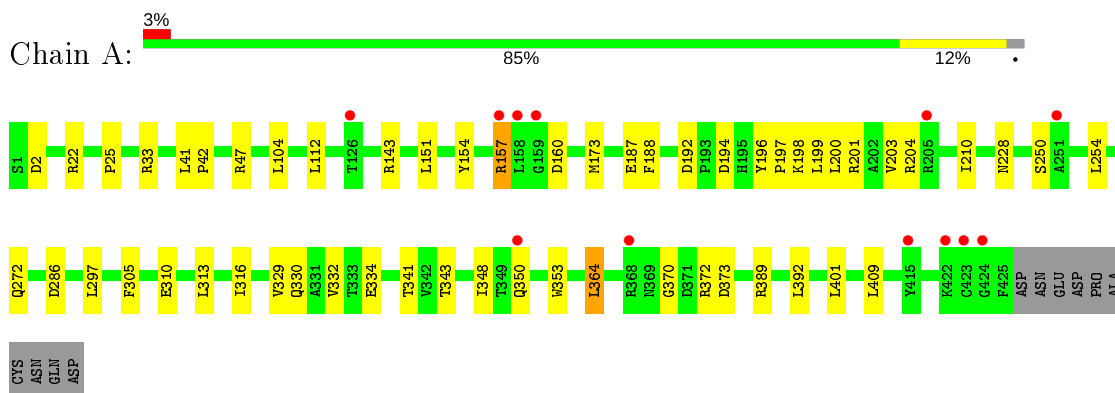 3%
Chain A:
85%
12%
S1 D2 R22 P25 R33 L41 P42 R47 L104 L112 T126 R143 L151 Y154 R157 L158 G159 D160 M173 E187 F188 D192 P193 D194 H195 Y196 P197 K198 L199 L200 R201 A202 V203 R204 R205 I210 N228 S250 A251 L254
Q272 D286 L297 F305 E310 L313 I316 V329 Q330 A331 V332 T333 E334 T341 V342 T343 I348 T349 Q350 W353 L364 R368 N369 G370 D371 R372 D373 R389 L392 L401 L409 Y415 K422 C423 G424 F425 ASP ASN GLU ASP PRO ALA
CYS ASN GLN ASP